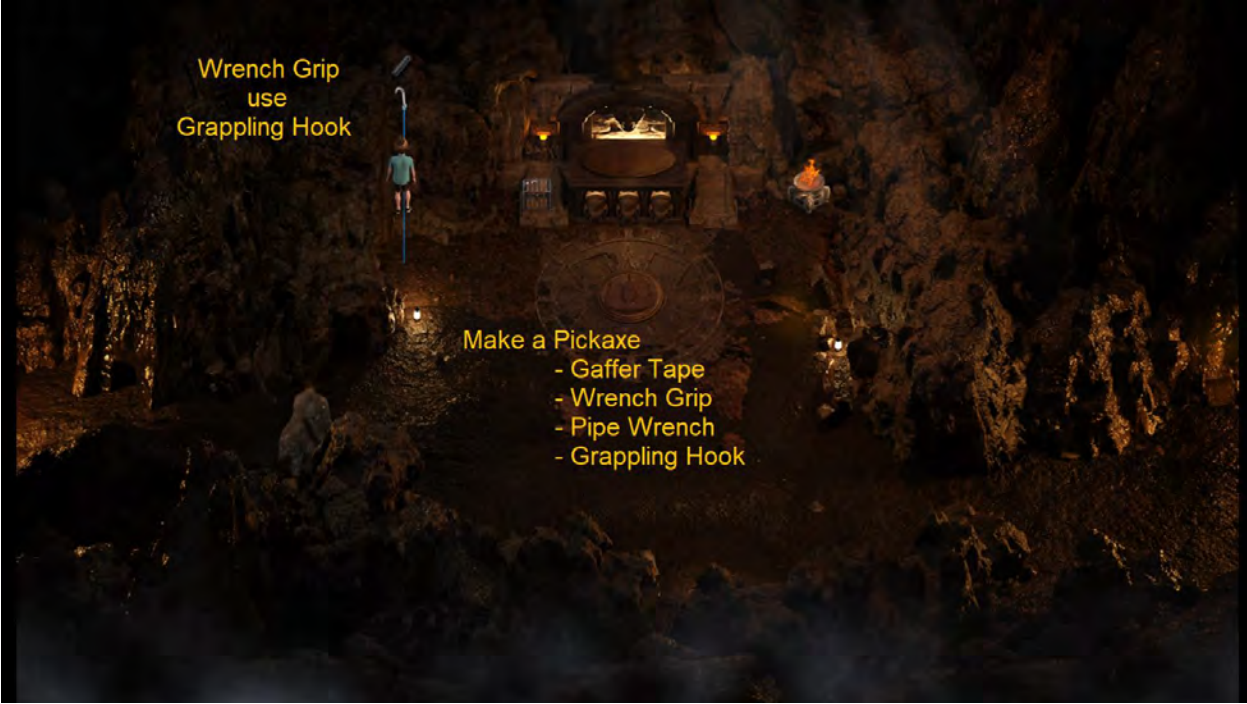 Wrench Grip
use
Grappling Hook
Make a Pickaxe
- Gaffer Tape
- Wrench Grip
- Pipe Wrench
- Grappling Hook